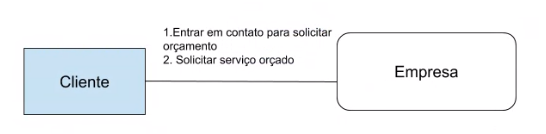 1.Entrar em contato para solicitar
orçamento
2. Solicitar serviço orçado
Cliente
Empresa